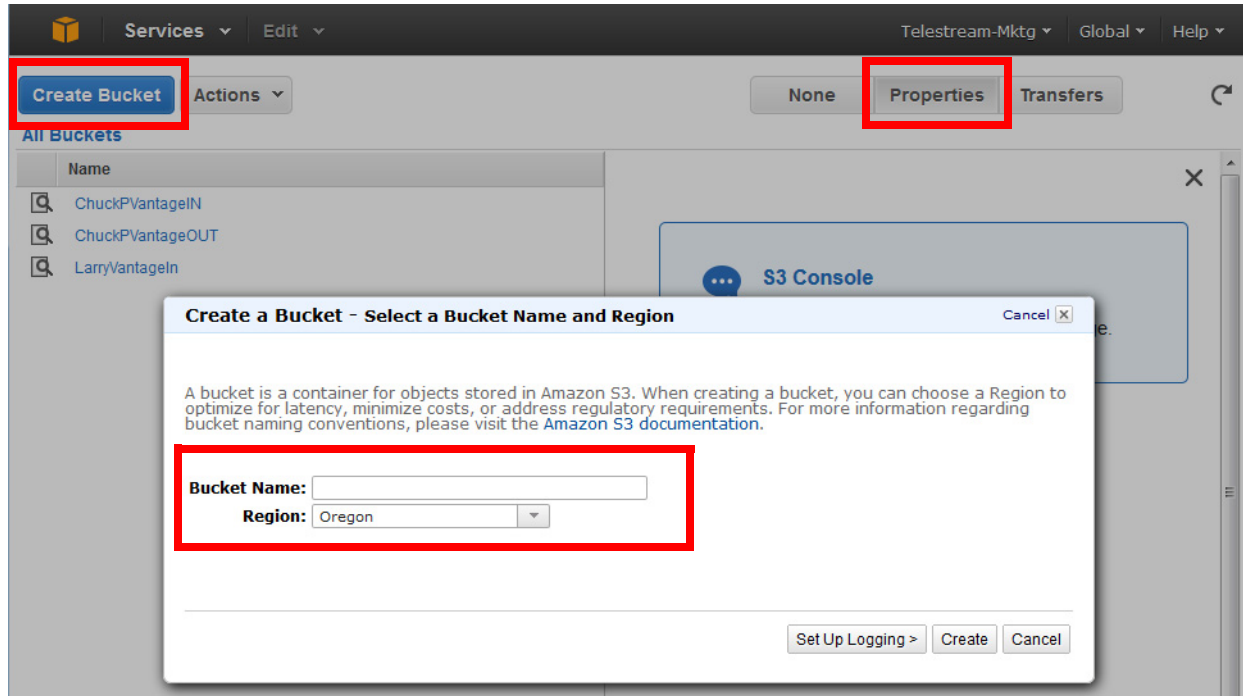 Services Edit Telestream-Mktg Global Help
Create Bucket Actions None Properties Transfers
All Buckets
Name
ChuckPVantageIN
ChuckPVantageOUT
LarryVantageIn
S3 Console
e.
Create a Bucket - Select a Bucket Name and Region Cancel
A bucket is a container for objects stored in Amazon S3. When creating a bucket, you can choose a Region to
optimize for latency, minimize costs, or address regulatory requirements. For more information regarding
bucket naming conventions, please visit the Amazon S3 documentation.
Bucket Name:
Region: Oregon
Set Up Logging > Create Cancel